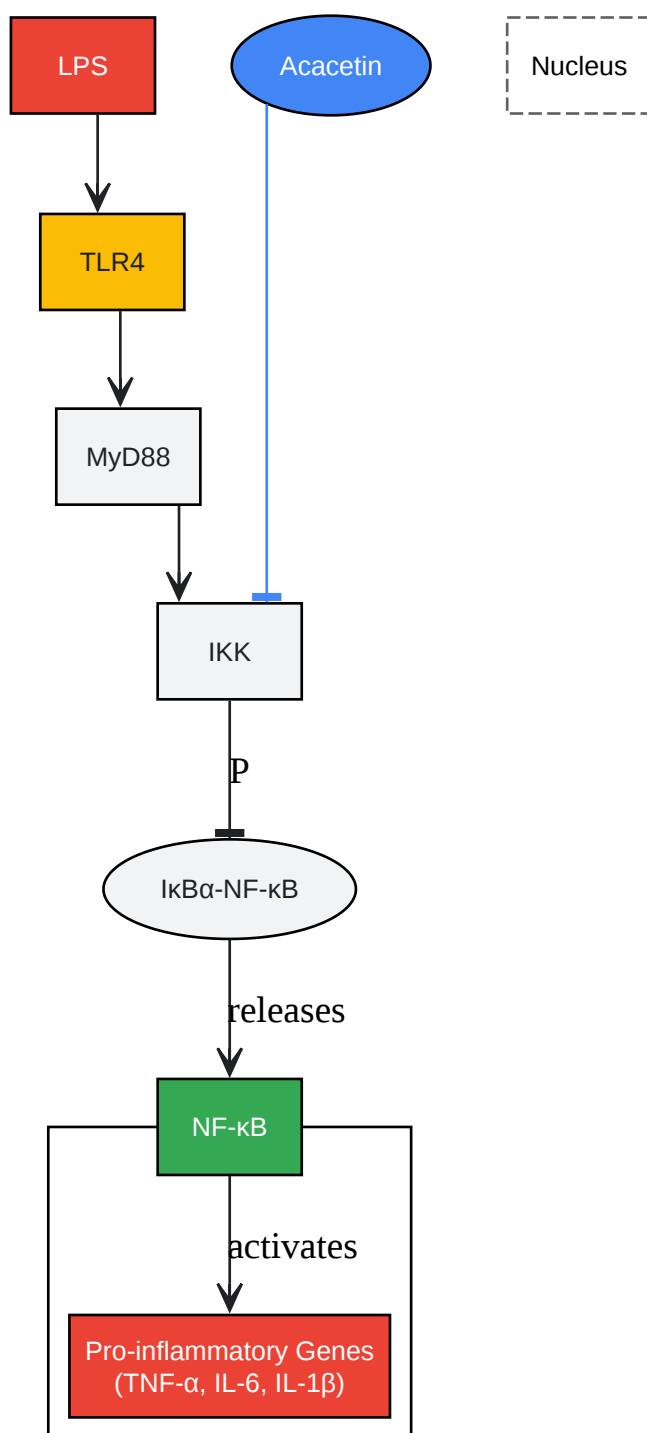 LPS
Acacetin
Nucleus
TLR4
MyD88
IKK
P
IκBα-NF-κB
releases
NF-κB
activates
Pro-inflammatory Genes
(TNF-α, IL-6, IL-1β)